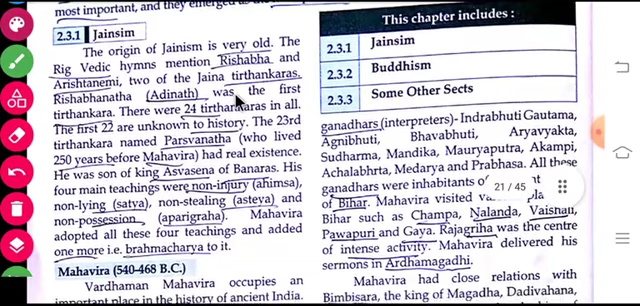 most important, and they emerged as the
2.3.1 Jainsim
The origin of Jainism is very old. The
Rig Vedic hymns mention Rishabha and
Arishtanemi, two of the Jaina tirthankaras.
Rishabhanatha (Adinath) was the first
tirthankara. There were 24 tirthankaras in all.
The first 22 are unknown to history. The 23rd
tirthankara named Parsvanatha (who lived
250 years before Mahavira) had real existence.
He was son of king Asvasena of Banaras. His
four main teachings were non-injury (ahimsa),
non-lying (satva), non-stealing (asteya) and
non-possession (aparigraha). Mahavira
adopted all these four teachings and added
one more i.e. brahmacharya to it.
Mahavira (540-468 B.C.)
Vardhaman Mahavira occupies an
important place in the history of ancient India.
This chapter includes :
2.3.1 Jainsim
2.3.2 Buddhism
2.3.3 Some Other Sects
ganadhars (interpreters)- Indrabhuti Gautama,
Agnibhuti, Bhavabhuti, Aryavyakta,
Sudharma, Mandika, Mauryaputra, Akampi,
Achalabhrta, Medarya and Prabhasa. All these
ganadhars were inhabitants of
of Bihar. Mahavira visited
Bihar such as Champa, Nalanda, Vaishali,
Pawapuri and Gaya. Rajagriha was the centre
of intense activity. Mahavira delivered his
sermons in Ardhamagadhi.
Mahavira had close relations with
Bimbisara, the king of Magadha, Dadivahana,
21 / 45